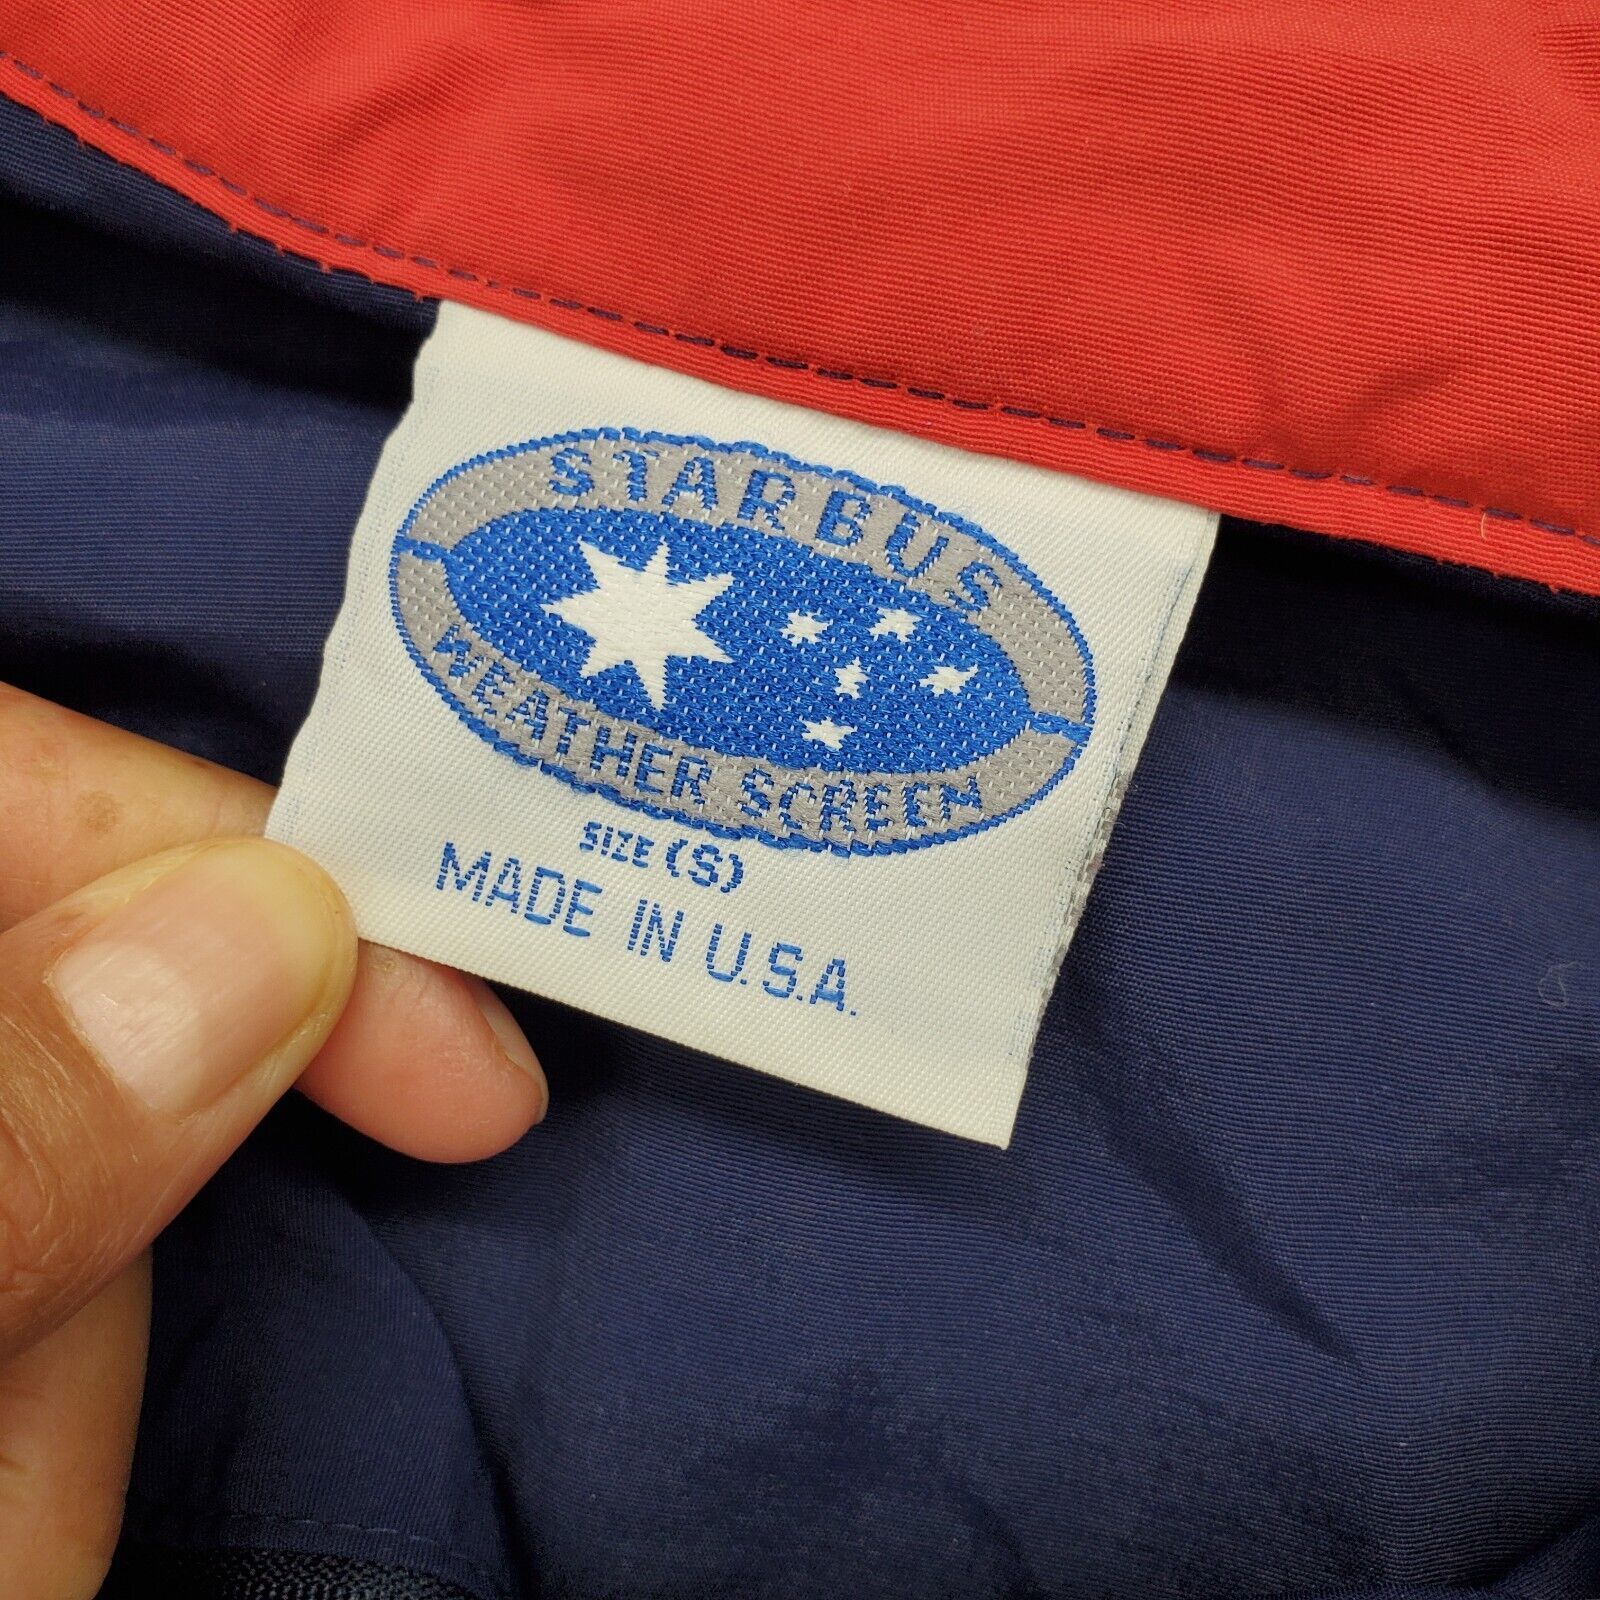 STARBUS
WEATHER SCREEN
SIZE (S)
MADE IN U.S.A.